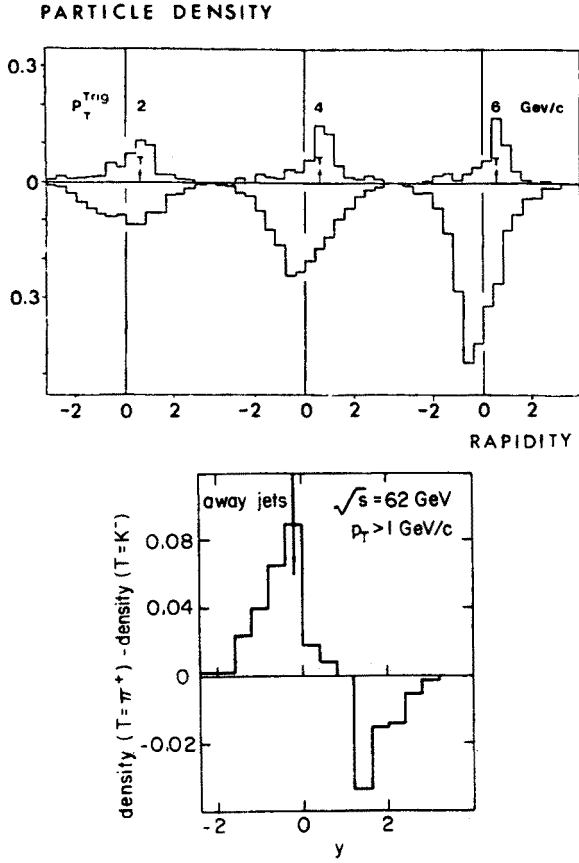 PARTICLE DENSITY
0.3
P_T^Trig 2 4 6 Gev/c
T T T
0
0.3
-2 0 2 -2 0 2 -2 0 2
RAPIDITY
away jets √s = 62 GeV
p_T > 1 GeV/c
0.08
0.04
0
-0.02
density (T=π⁺) - density (T=K⁻)
-2 0 2
y